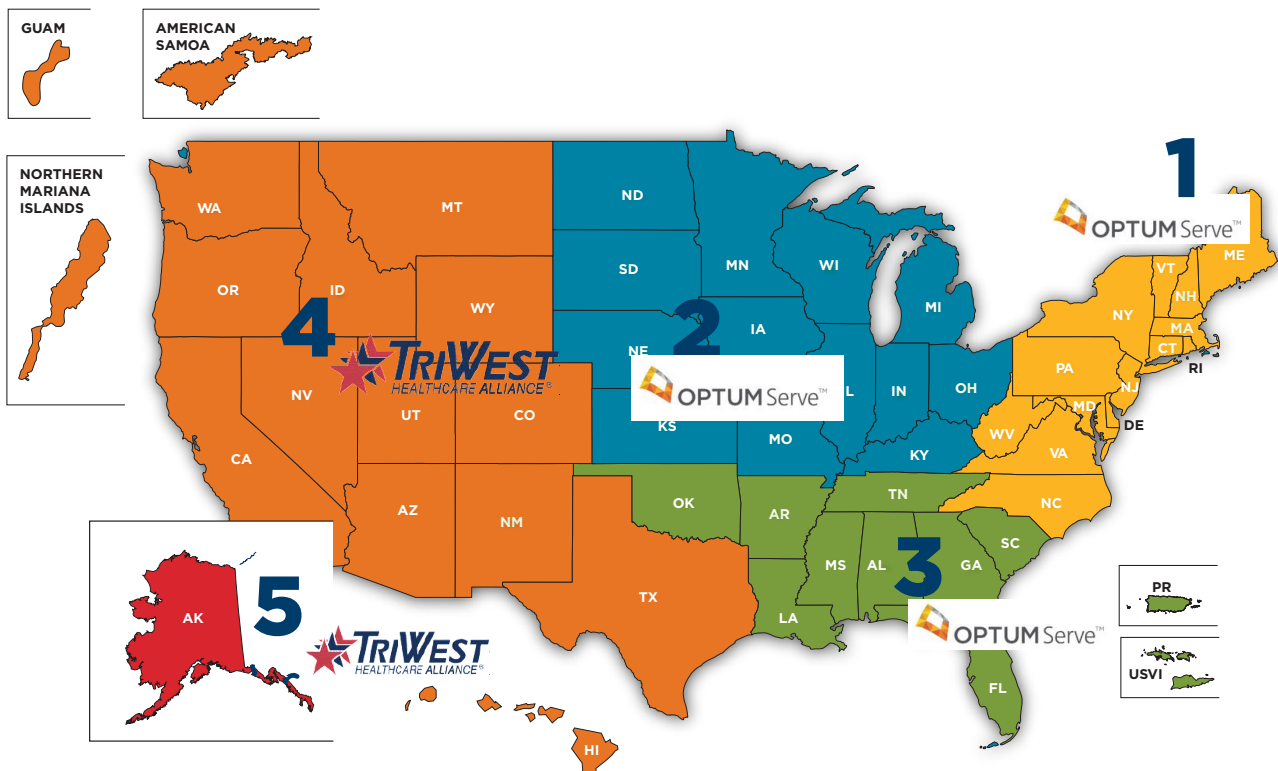 GUAM
AMERICAN
SAMOA
NORTHERN
MARIANA
ISLANDS
1
OPTUM Serve™
WA
MT
ND
MN
WI
MI
ME
VT
NH
NY
MA
CT
RI
OR
ID
WY
SD
IA
NE
4
TRIWEST
HEALTHCARE ALLIANCE®
2
OPTUM Serve™
PA
NJ
MD
DE
OH
IN
L
WV
VA
NV
UT
CO
KS
MO
KY
CA
AZ
NM
OK
AR
TN
NC
SC
MS
AL
3
GA
OPTUM Serve™
TX
LA
FL
PR
USVI
AK
5
TRIWEST
HEALTHCARE ALLIANCE®
HI